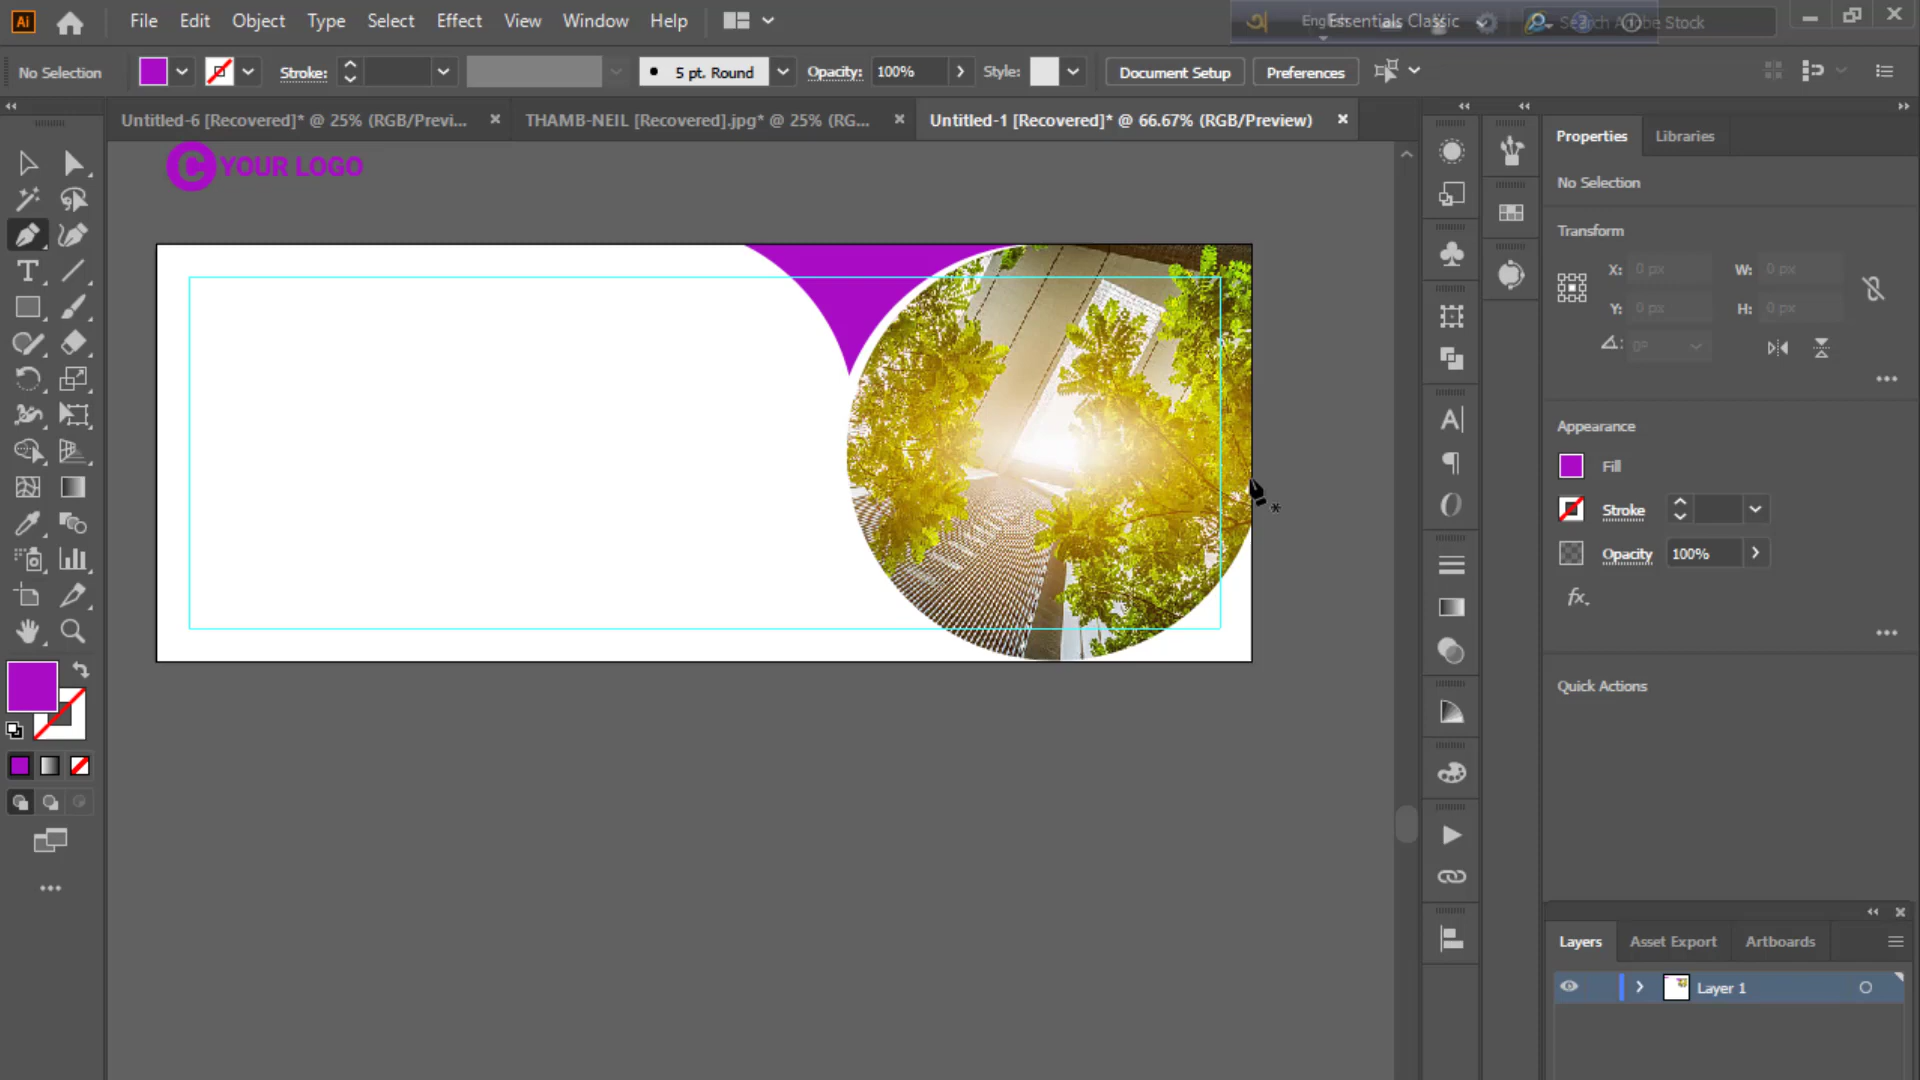 Ai File Edit Object Type Select Effect View Window Help English Essentials Classic Search Adobe Stock
No Selection Stroke: 5 pt. Round Opacity: 100% Style: Document Setup Preferences
Untitled-6 [Recovered]* @ 25% (RGB/Previ... THAMB-NEIL [Recovered].jpg* @ 25% (RG... Untitled-1 [Recovered]* @ 66.67% (RGB/Preview)
Properties Libraries
C YOUR LOGO
No Selection
Transform
X: 0 px W: 0 px
Y: 0 px H: 0 px
0°
Appearance
Fill
Stroke
Opacity 100%
fx
Quick Actions
Layers Asset Export Artboards
Layer 1